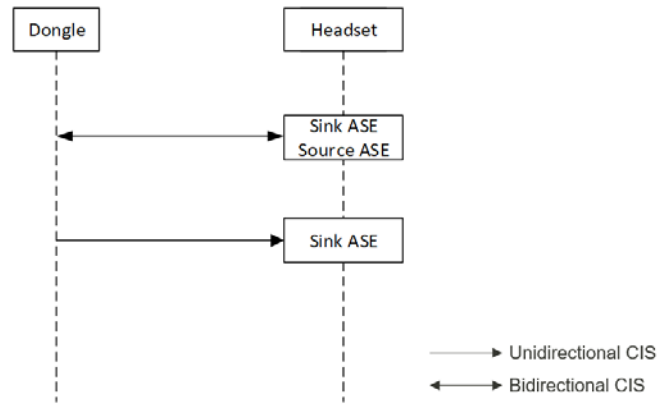 Dongle
Headset
Sink ASE
Source ASE
Sink ASE
Unidirectional CIS
Bidirectional CIS